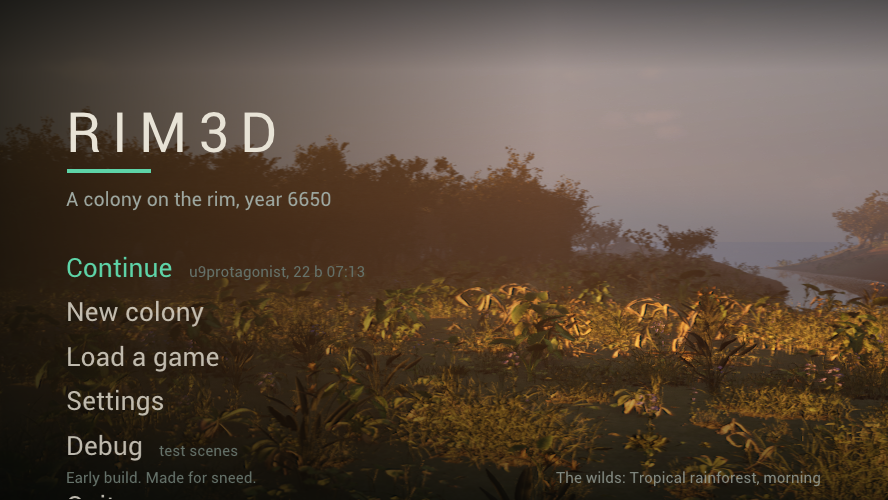 RIM3D
A colony on the rim, year 6650
Continue u9protagonist, 22 b 07:13
New colony
Load a game
Settings
Debug test scenes
Early build. Made for sneed. The wilds: Tropical rainforest, morning